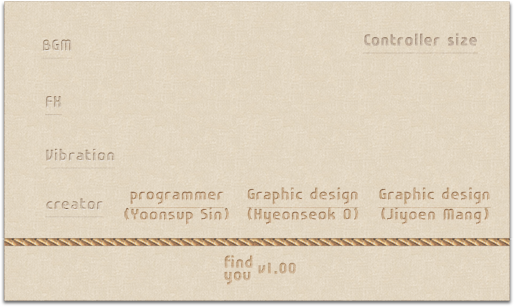 BGM
Controller size
FX
Vibration
creator
programmer
(Yoonsup Sin)
Graphic design
(Hyeonseok O)
Graphic design
(Jiyoen Mang)
find
you v1.00